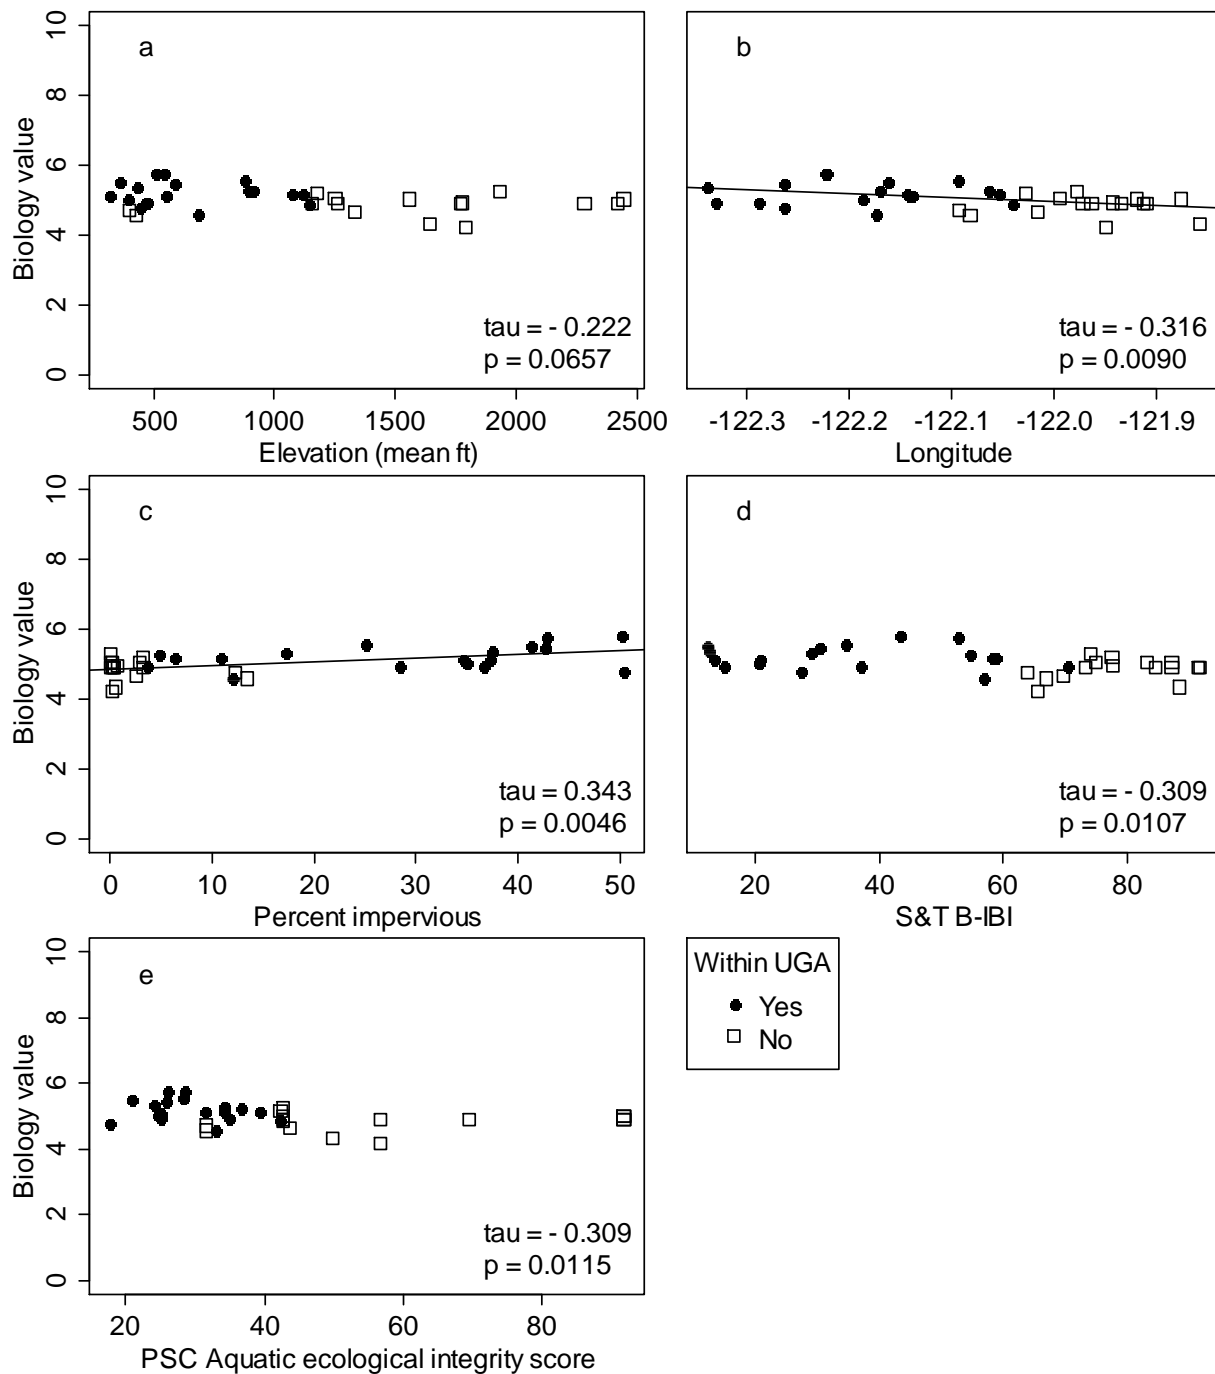 a
Biology value
0 2 4 6 8 10
tau = - 0.222
p = 0.0657
500 1000 1500 2000 2500
Elevation (mean ft)
b
tau = - 0.316
p = 0.0090
-122.3 -122.2 -122.1 -122.0 -121.9
Longitude
c
Biology value
0 2 4 6 8 10
tau = 0.343
p = 0.0046
0 10 20 30 40 50
Percent impervious
d
tau = - 0.309
p = 0.0107
20 40 60 80
S&T B-IBI
e
Biology value
0 2 4 6 8 10
tau = - 0.309
p = 0.0115
20 40 60 80
PSC Aquatic ecological integrity score
Within UGA
Yes
No